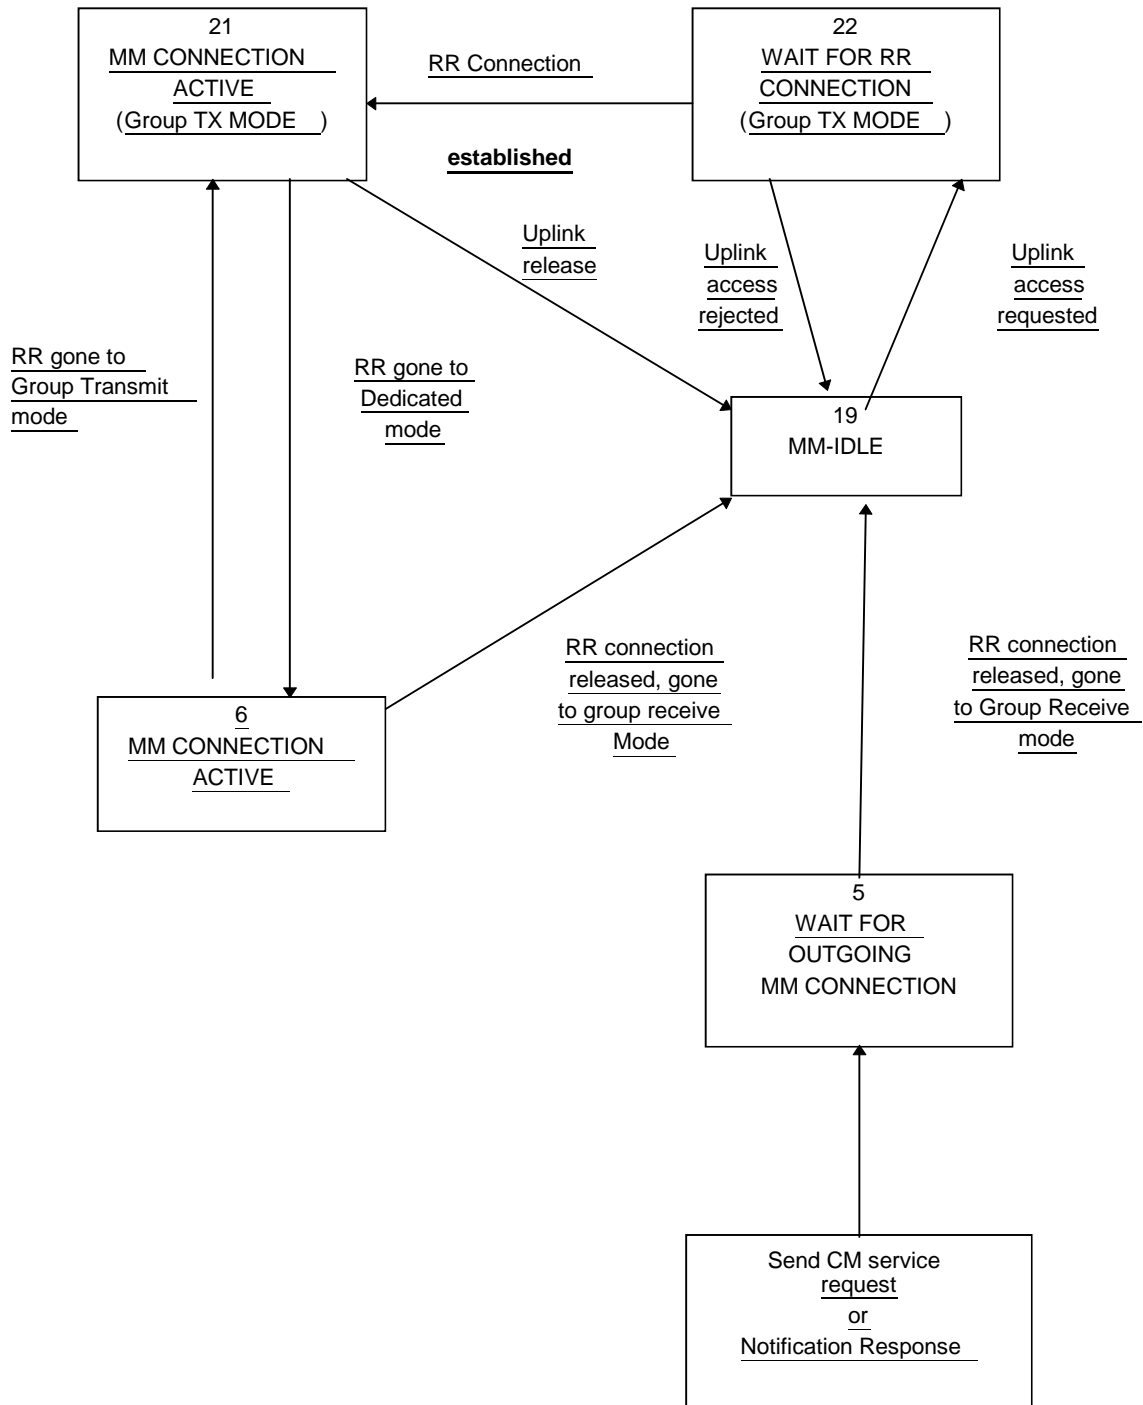 21
MM CONNECTION
ACTIVE
(Group TX MODE )
RR Connection
established
22
WAIT FOR RR
CONNECTION
(Group TX MODE )
Uplink
release
Uplink
access
rejected
Uplink
access
requested
RR gone to
Group Transmit
mode
RR gone to
Dedicated
mode
19
MM-IDLE
RR connection
released, gone
to group receive
Mode
RR connection
released, gone
to Group Receive
mode
6
MM CONNECTION
ACTIVE
5
WAIT FOR
OUTGOING
MM CONNECTION
Send CM service
request
or
Notification Response